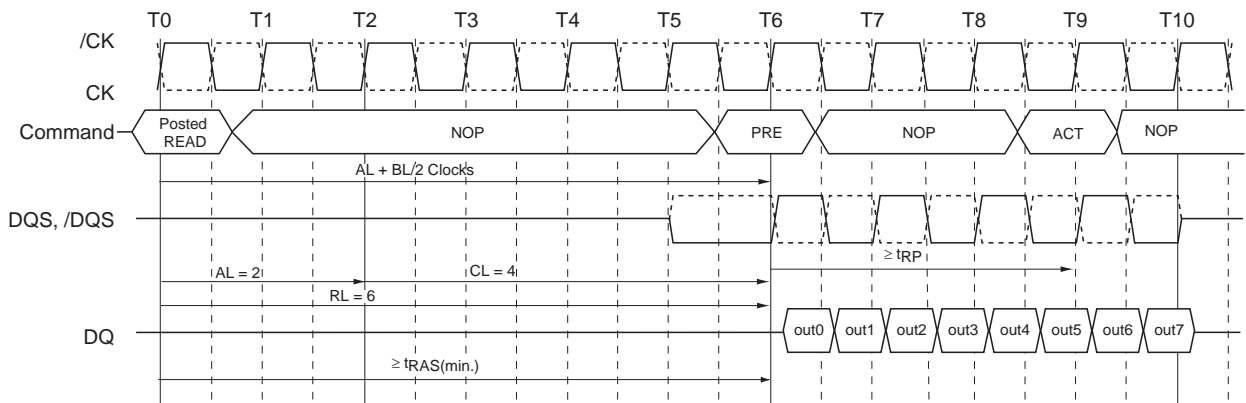 T0 T1 T2 T3 T4 T5 T6 T7 T8 T9 T10
/CK
CK
Command
Posted
READ
NOP
PRE
NOP
ACT
NOP
AL + BL/2 Clocks
DQS, /DQS
≥ tRP
AL = 2
CL = 4
RL = 6
DQ
out0 out1 out2 out3 out4 out5 out6 out7
≥ tRAS(min.)